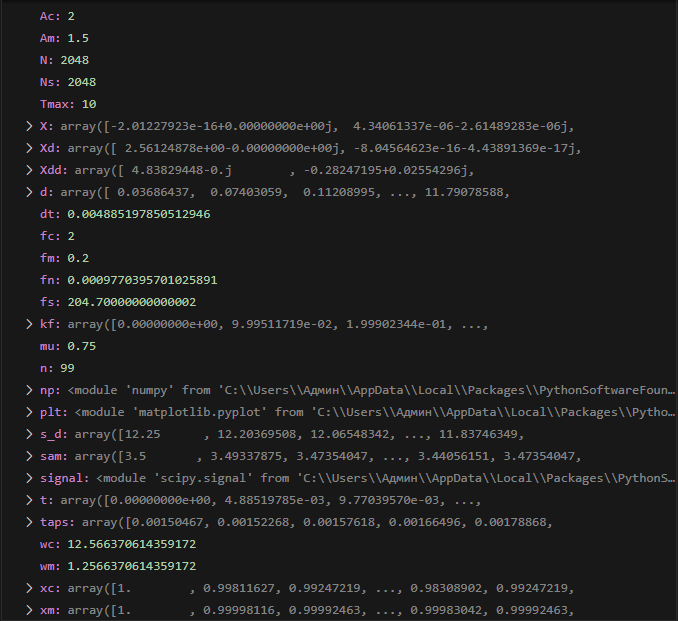 Ac: 2
Am: 1.5
N: 2048
Ns: 2048
Tmax: 10
> X: array([-2.01227923e-16+0.00000000e+00j,  4.34061337e-06-2.61489283e-06j,
> Xd: array([ 2.56124878e+00-0.00000000e+00j, -8.04564623e-16-4.43891369e-17j,
> Xdd: array([ 4.83829448-0.j        , -0.28247195+0.02554296j,
> d: array([ 0.03686437,  0.07403059,  0.11208995, ..., 11.79078588,
dt: 0.004885197850512946
fc: 2
fm: 0.2
fn: 0.0009770395701025891
fs: 204.70000000000002
> kf: array([0.00000000e+00, 9.99511719e-02, 1.99902344e-01, ...,
mu: 0.75
n: 99
> np: <module 'numpy' from 'C:\\Users\\Админ\\AppData\\Local\\Packages\\PythonSoftwareFoun…
> plt: <module 'matplotlib.pyplot' from 'C:\\Users\\Админ\\AppData\\Local\\Packages\\Pytho…
> s_d: array([12.25      , 12.20369508, 12.06548342, ..., 11.83746349,
> sam: array([3.5       , 3.49337875, 3.47354047, ..., 3.44056151, 3.47354047,
> signal: <module 'scipy.signal' from 'C:\\Users\\Админ\\AppData\\Local\\Packages\\PythonS…
> t: array([0.00000000e+00, 4.88519785e-03, 9.77039570e-03, ...,
> taps: array([0.00150467, 0.00152268, 0.00157618, 0.00166496, 0.00178868,
wc: 12.566370614359172
wm: 1.2566370614359172
> xc: array([1.        , 0.99811627, 0.99247219, ..., 0.98308902, 0.99247219,
> xm: array([1.        , 0.99998116, 0.99992463, ..., 0.99983042, 0.99992463,